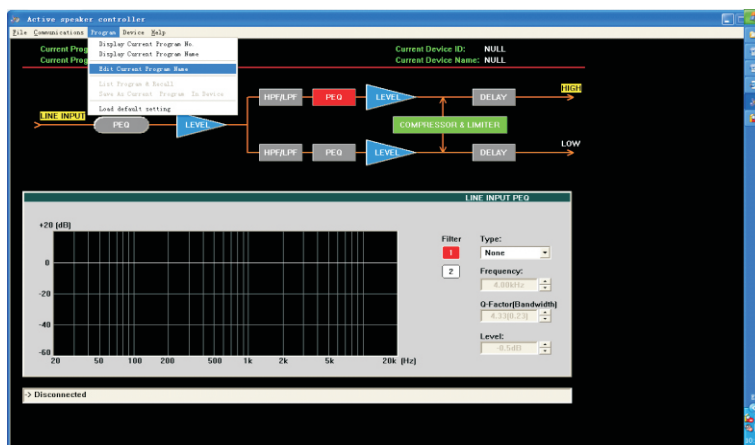 Active speaker controller
File Communications Program Device Help
Current Prog
Current Prog
Display Current Program No.
Display Current Program Name
Edit Current Program Name
List Program & Recall
Save As Current Program In Device
Load default setting
Current Device ID: NULL
Current Device Name: NULL
HIGH
HPF/LPF PEQ LEVEL DELAY
LINE INPUT
PEQ LEVEL
COMPRESSOR & LIMITER
LOW
HPF/LPF PEQ LEVEL DELAY
LINE INPUT PEQ
+20 [dB]
0
-20
-40
-60
20 50 100 200 500 1k 2k 5k 20k [Hz]
Filter
1
2
Type:
None
Frequency:
4.00kHz
Q-Factor[Bandwidth]
4.33[0.23]
Level:
-0.5dB
-> Disconnected